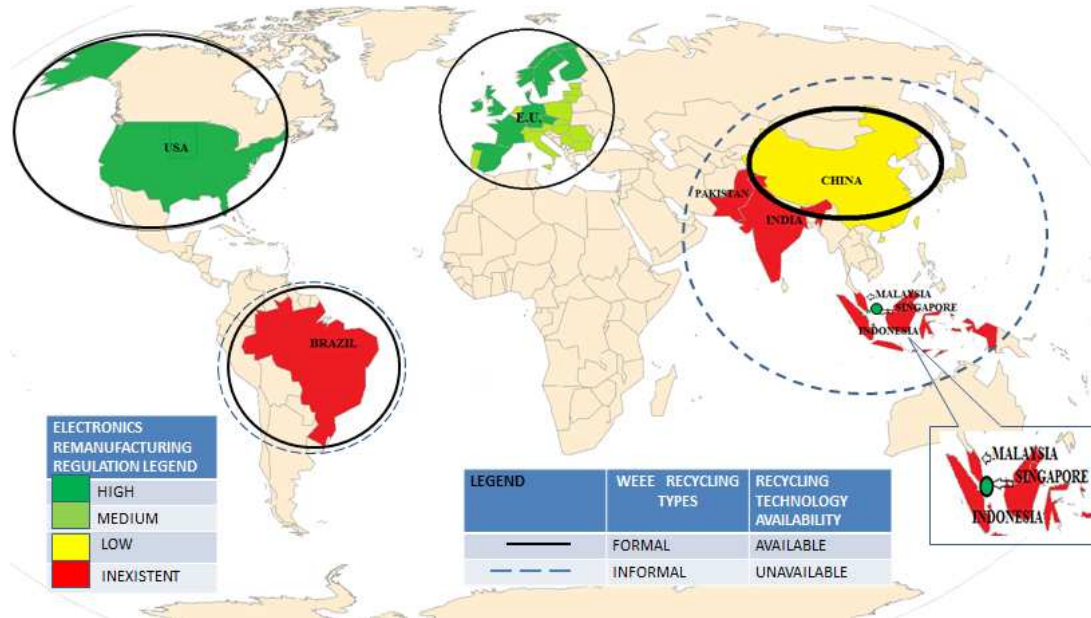 USA
E.U.
CHINA
PAKISTAN
INDIA
MALAYSIA
SINGAPORE
INDONESIA
BRAZIL
ELECTRONICS
REMANUFACTURING
REGULATION LEGEND
HIGH
MEDIUM
LOW
INEXISTENT
LEGEND WEEE RECYCLING TYPES RECYCLING TECHNOLOGY AVAILABILITY
FORMAL AVAILABLE
INFORMAL UNAVAILABLE
MALAYSIA
SINGAPORE
INDONESIA